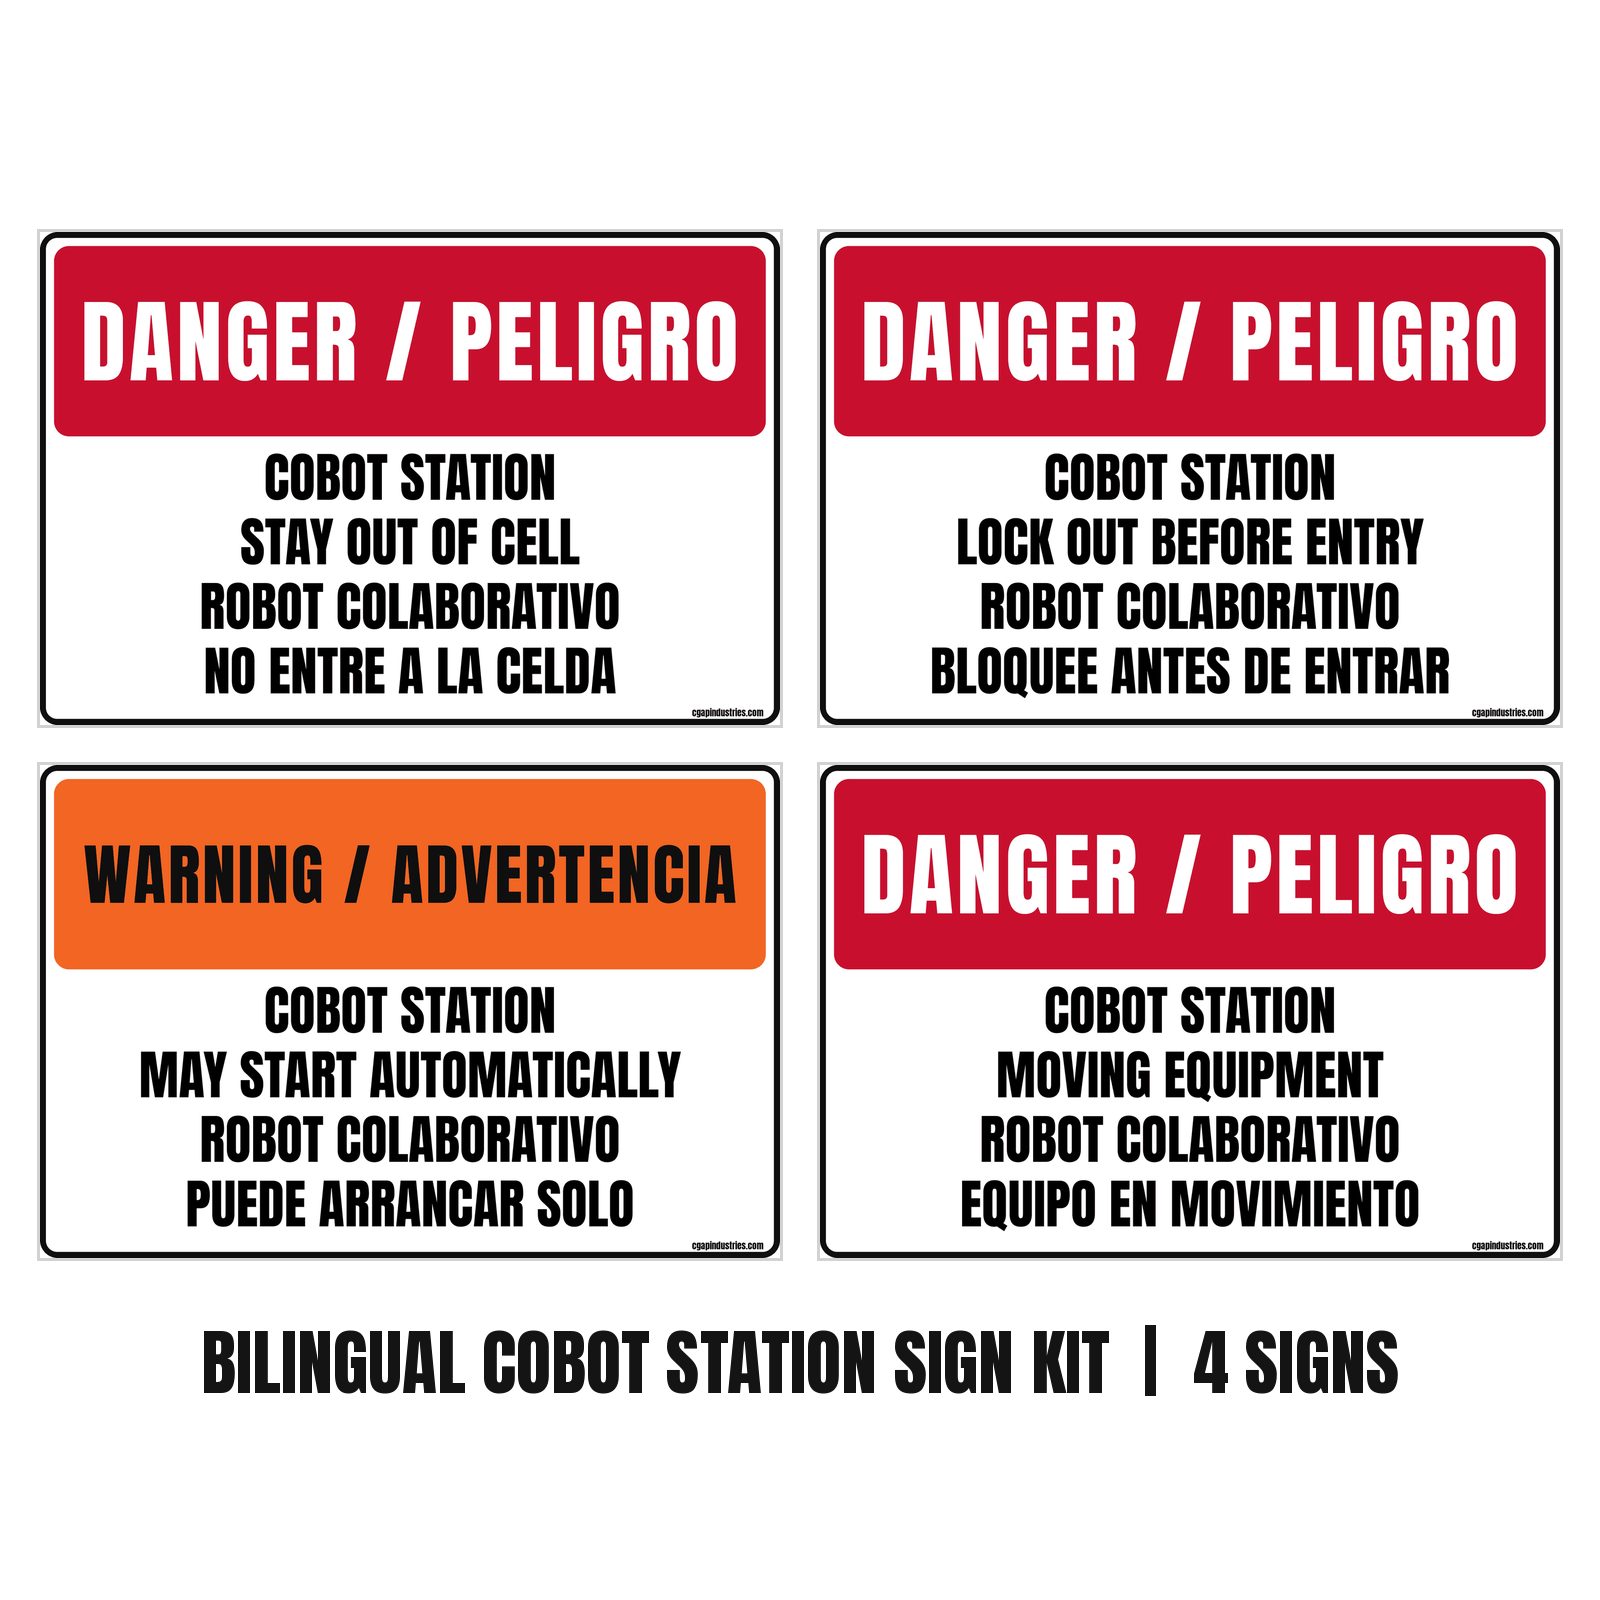 DANGER / PELIGRO
COBOT STATION
STAY OUT OF CELL
ROBOT COLABORATIVO
NO ENTRE A LA CELDA
cgapindustries.com
DANGER / PELIGRO
COBOT STATION
LOCK OUT BEFORE ENTRY
ROBOT COLABORATIVO
BLOQUEE ANTES DE ENTRAR
cgapindustries.com
WARNING / ADVERTENCIA
COBOT STATION
MAY START AUTOMATICALLY
ROBOT COLABORATIVO
PUEDE ARRANCAR SOLO
cgapindustries.com
DANGER / PELIGRO
COBOT STATION
MOVING EQUIPMENT
ROBOT COLABORATIVO
EQUIPO EN MOVIMIENTO
cgapindustries.com
BILINGUAL COBOT STATION SIGN KIT | 4 SIGNS